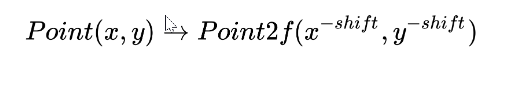 Point(x, y) → Point2f(x^{-shift}, y^{-shift})